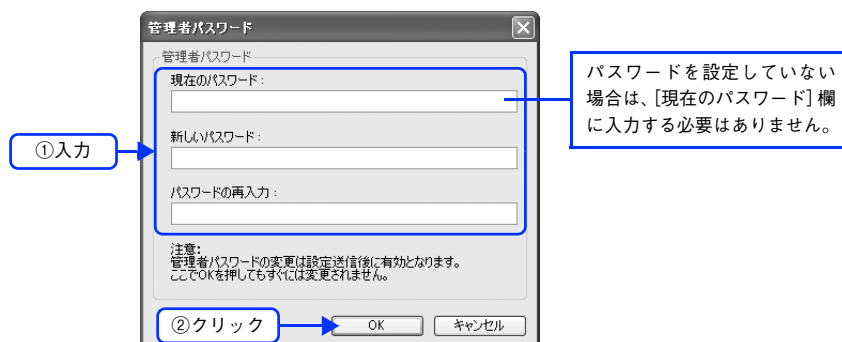 管理者パスワード
管理者パスワード
現在のパスワード：
新しいパスワード：
パスワードの再入力：
①入力
パスワードを設定していない
場合は、［現在のパスワード］欄
に入力する必要はありません。
注意:
管理者パスワードの変更は設定送信後に有効となります。
ここでOKを押してもすぐには変更されません。
②クリック
OK
キャンセル